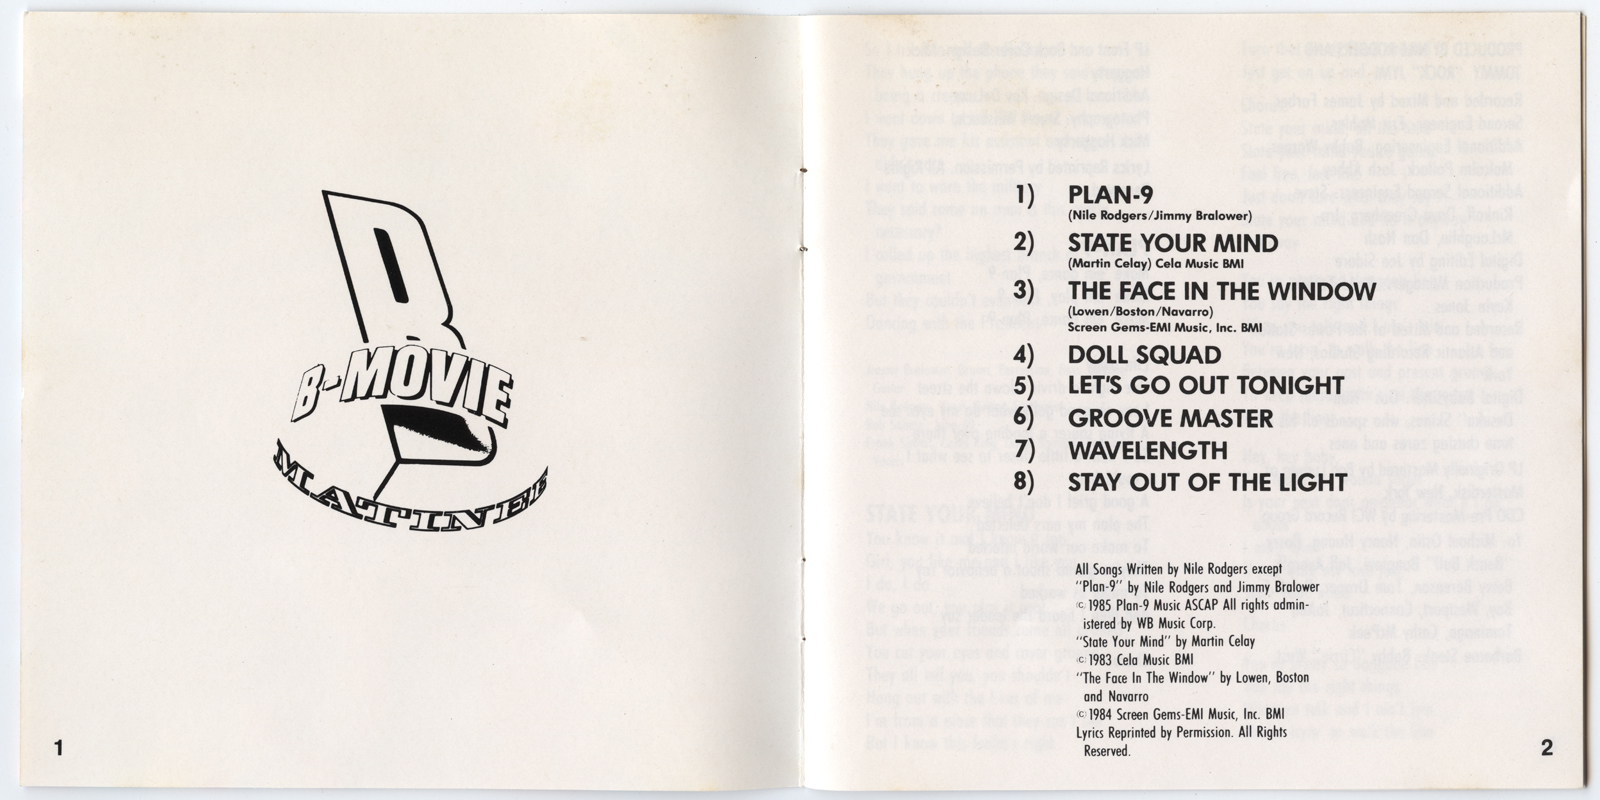 B
B-MOVIE
MATINEE
1
1) PLAN-9
(Nile Rodgers/Jimmy Bralower)
2) STATE YOUR MIND
(Martin Celay) Cela Music BMI
3) THE FACE IN THE WINDOW
(Lowen/Boston/Navarro)
Screen Gems-EMI Music, Inc. BMI
4) DOLL SQUAD
5) LET'S GO OUT TONIGHT
6) GROOVE MASTER
7) WAVELENGTH
8) STAY OUT OF THE LIGHT
All Songs Written by Nile Rodgers except
"Plan-9" by Nile Rodgers and Jimmy Bralower
© 1985 Plan-9 Music ASCAP All rights admin-
istered by WB Music Corp.
"State Your Mind" by Martin Celay
© 1983 Cela Music BMI
"The Face In The Window" by Lowen, Boston
and Navarro
© 1984 Screen Gems-EMI Music, Inc. BMI
Lyrics Reprinted by Permission. All Rights
Reserved.
2